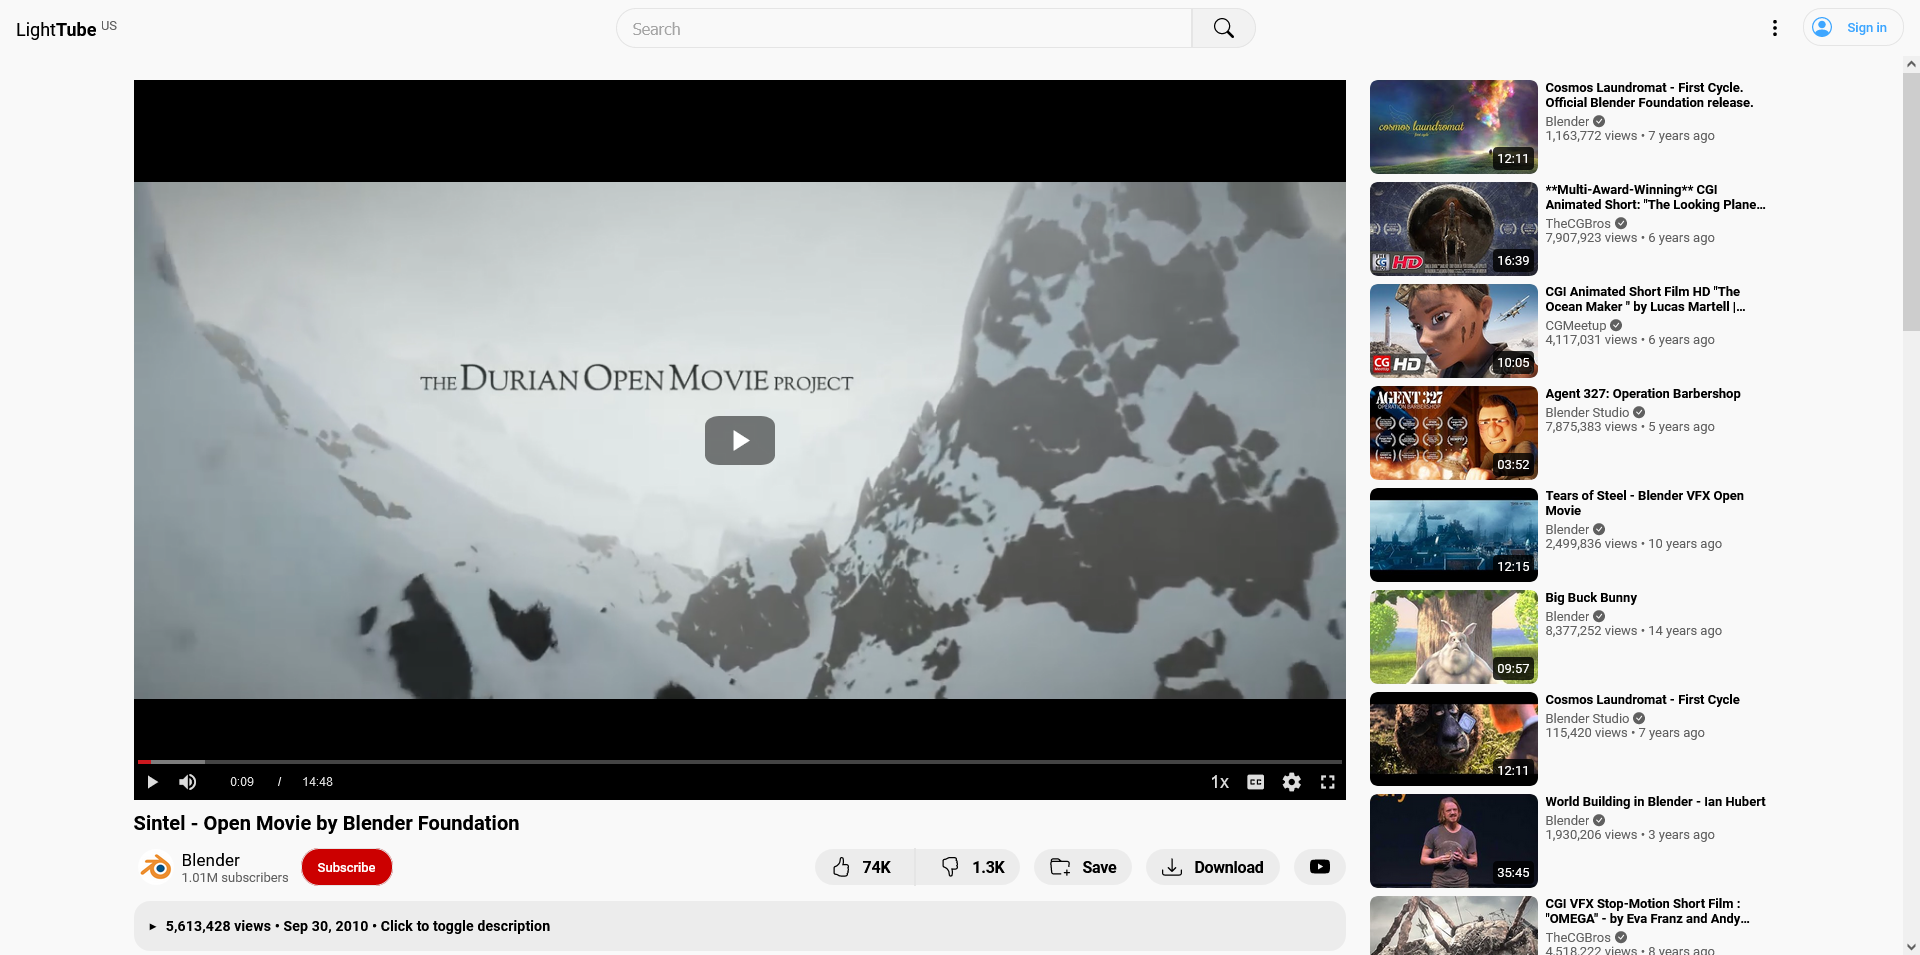 LightTube US
Search
Sign in
THE DURIAN OPEN MOVIE PROJECT
0:09 / 14:48
1x
CC
Sintel - Open Movie by Blender Foundation
Blender
1.01M subscribers
Subscribe
74K
1.3K
Save
Download
5,613,428 views • Sep 30, 2010 • Click to toggle description
cosmos laundromat
12:11
Cosmos Laundromat - First Cycle.
Official Blender Foundation release.
Blender
1,163,772 views • 7 years ago
THE CG BROS HD
16:39
**Multi-Award-Winning** CGI
Animated Short: "The Looking Plane...
TheCGBros
7,907,923 views • 6 years ago
CG HD
10:05
CGI Animated Short Film HD "The
Ocean Maker " by Lucas Martell |...
CGMeetup
4,117,031 views • 6 years ago
AGENT 327
OPERATION BARBERSHOP
03:52
Agent 327: Operation Barbershop
Blender Studio
7,875,383 views • 5 years ago
12:15
Tears of Steel - Blender VFX Open
Movie
Blender
2,499,836 views • 10 years ago
09:57
Big Buck Bunny
Blender
8,377,252 views • 14 years ago
12:11
Cosmos Laundromat - First Cycle
Blender Studio
115,420 views • 7 years ago
35:45
World Building in Blender - Ian Hubert
Blender
1,930,206 views • 3 years ago
CGI VFX Stop-Motion Short Film :
"OMEGA" - by Eva Franz and Andy...
TheCGBros
4,518,222 views • 8 years ago